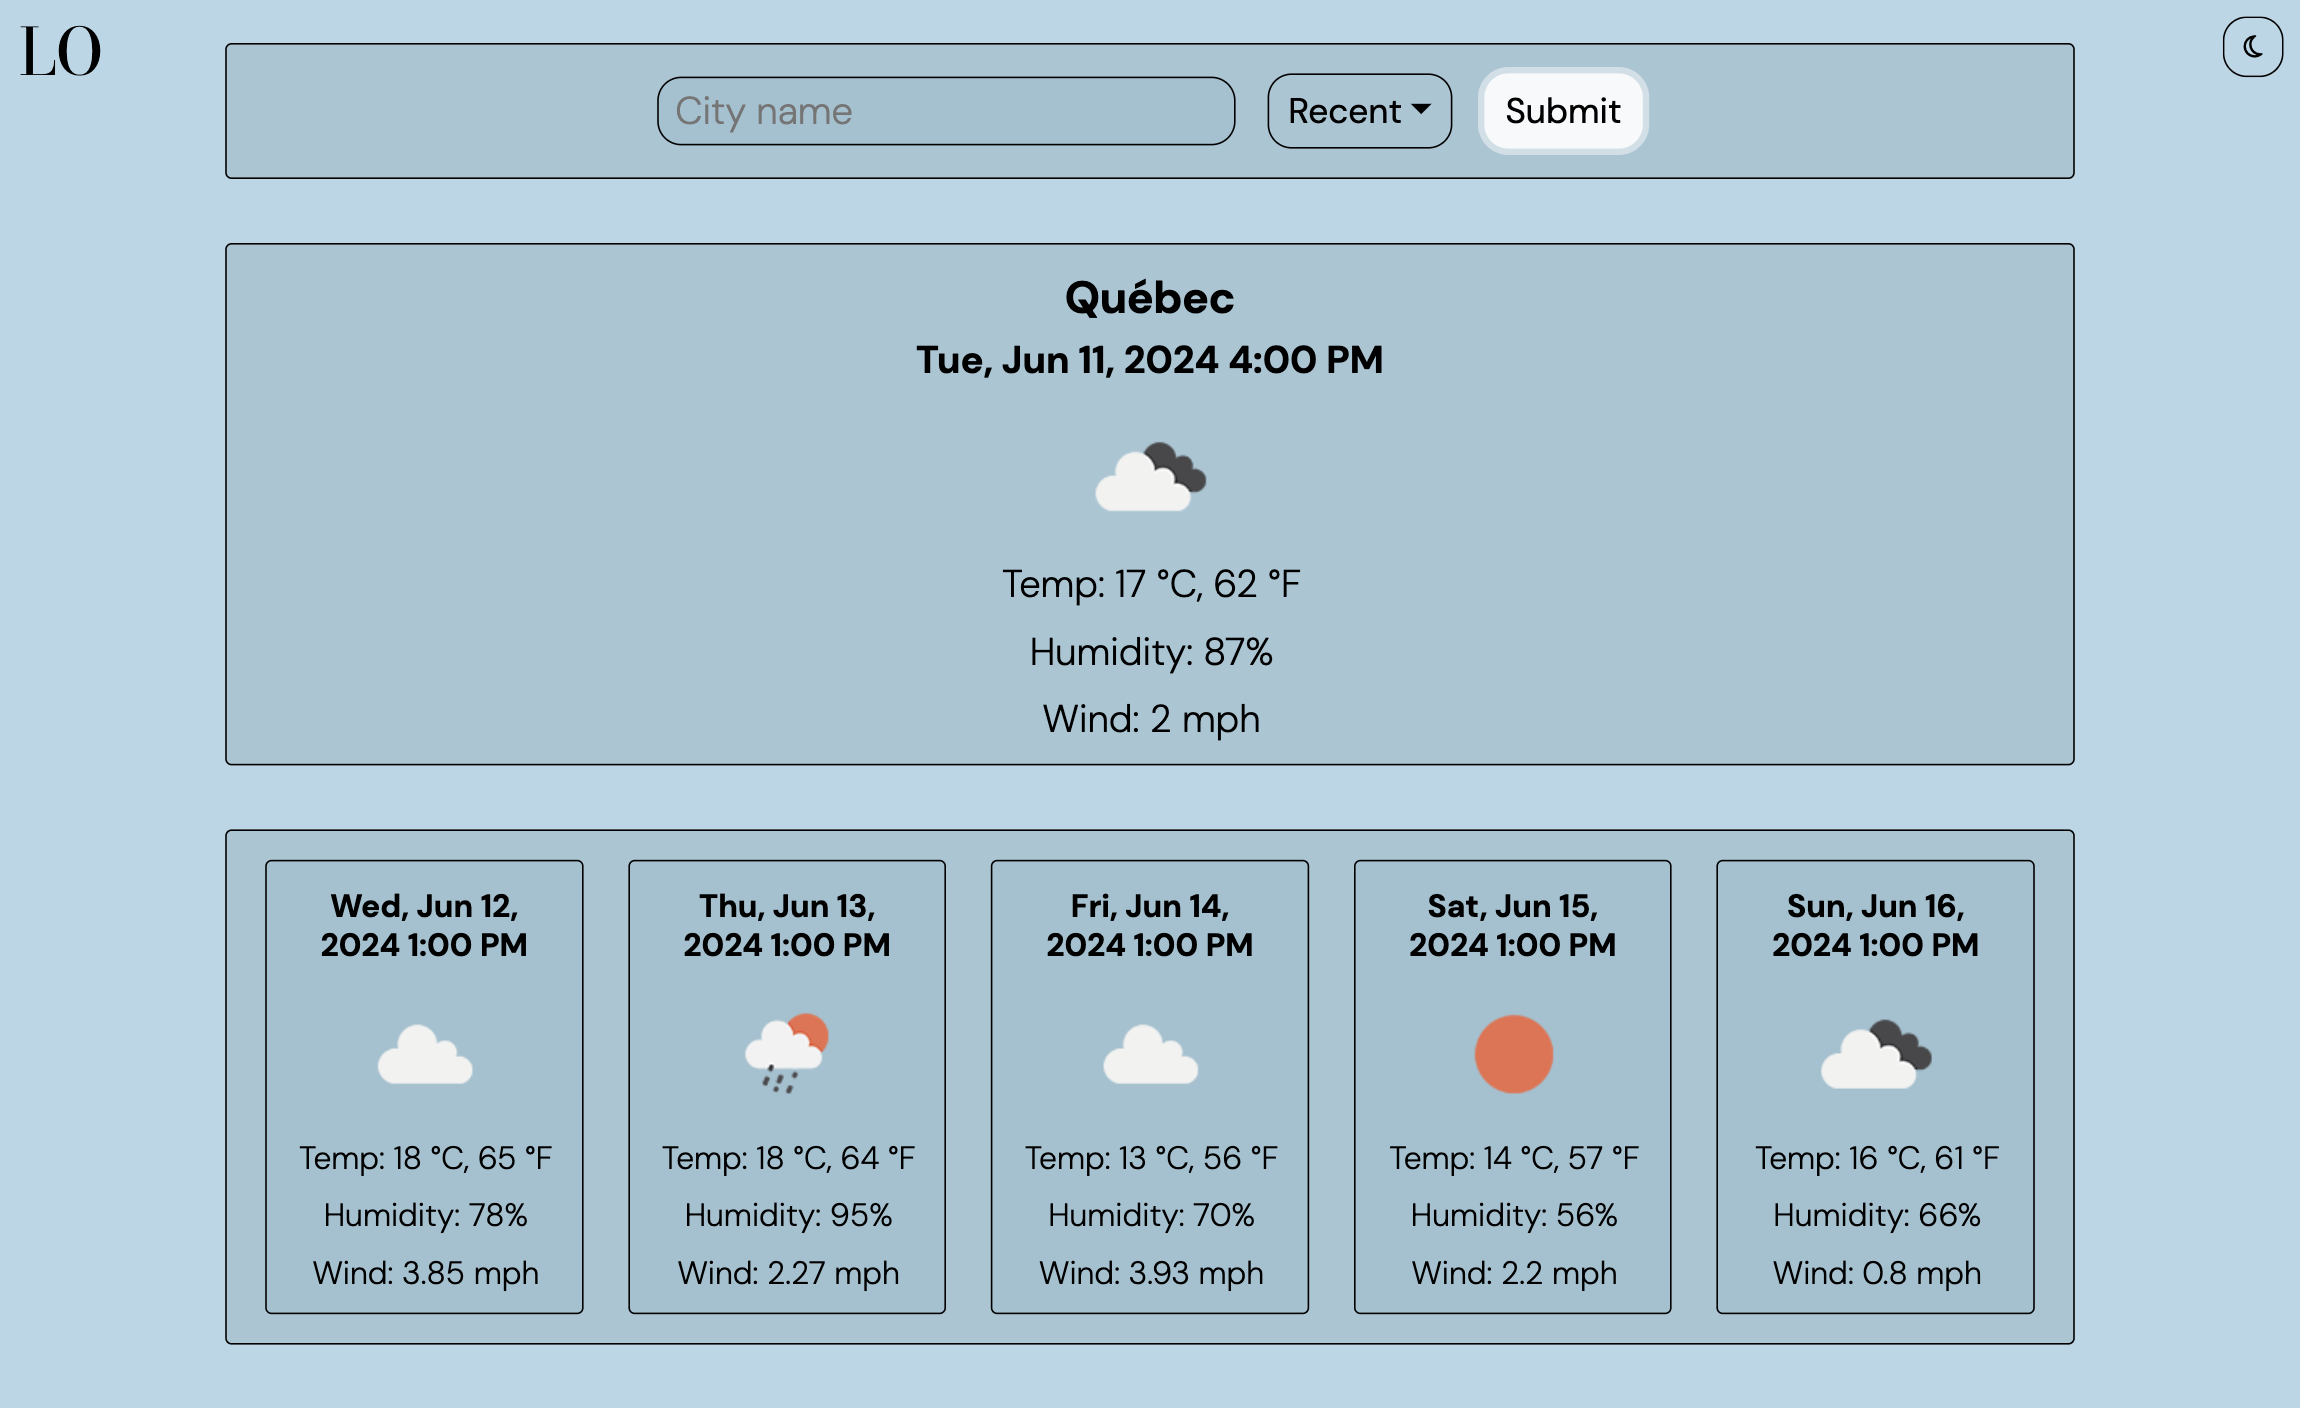 LO
City name
Recent
Submit
Québec
Tue, Jun 11, 2024 4:00 PM
Temp: 17 °C, 62 °F
Humidity: 87%
Wind: 2 mph
Wed, Jun 12,
2024 1:00 PM
Temp: 18 °C, 65 °F
Humidity: 78%
Wind: 3.85 mph
Thu, Jun 13,
2024 1:00 PM
Temp: 18 °C, 64 °F
Humidity: 95%
Wind: 2.27 mph
Fri, Jun 14,
2024 1:00 PM
Temp: 13 °C, 56 °F
Humidity: 70%
Wind: 3.93 mph
Sat, Jun 15,
2024 1:00 PM
Temp: 14 °C, 57 °F
Humidity: 56%
Wind: 2.2 mph
Sun, Jun 16,
2024 1:00 PM
Temp: 16 °C, 61 °F
Humidity: 66%
Wind: 0.8 mph